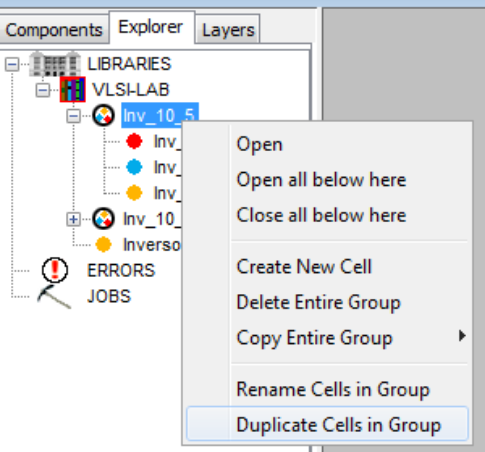 Components Explorer Layers
LIBRARIES
VLSI-LAB
Inv_10_5
Inv_
Inv_
Inv_
Inv_10_
Inverso
ERRORS
JOBS
Open
Open all below here
Close all below here
Create New Cell
Delete Entire Group
Copy Entire Group
Rename Cells in Group
Duplicate Cells in Group